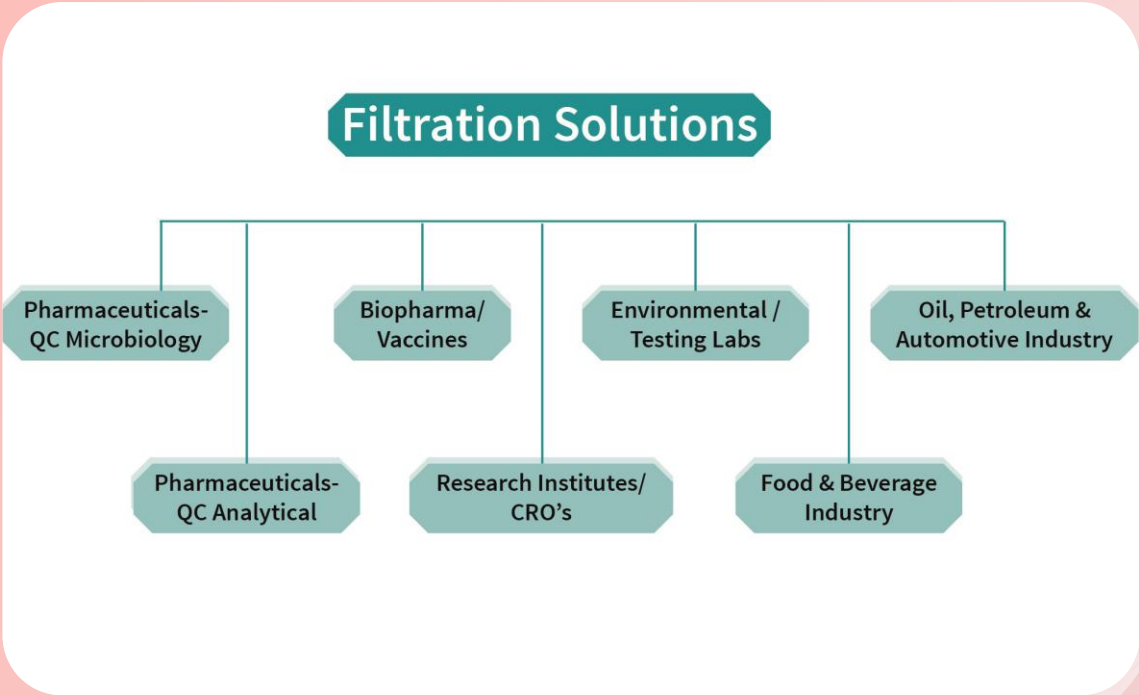 Filtration Solutions
Pharmaceuticals-
QC Microbiology
Biopharma/
Vaccines
Environmental /
Testing Labs
Oil, Petroleum &
Automotive Industry
Pharmaceuticals-
QC Analytical
Research Institutes/
CRO’s
Food & Beverage
Industry